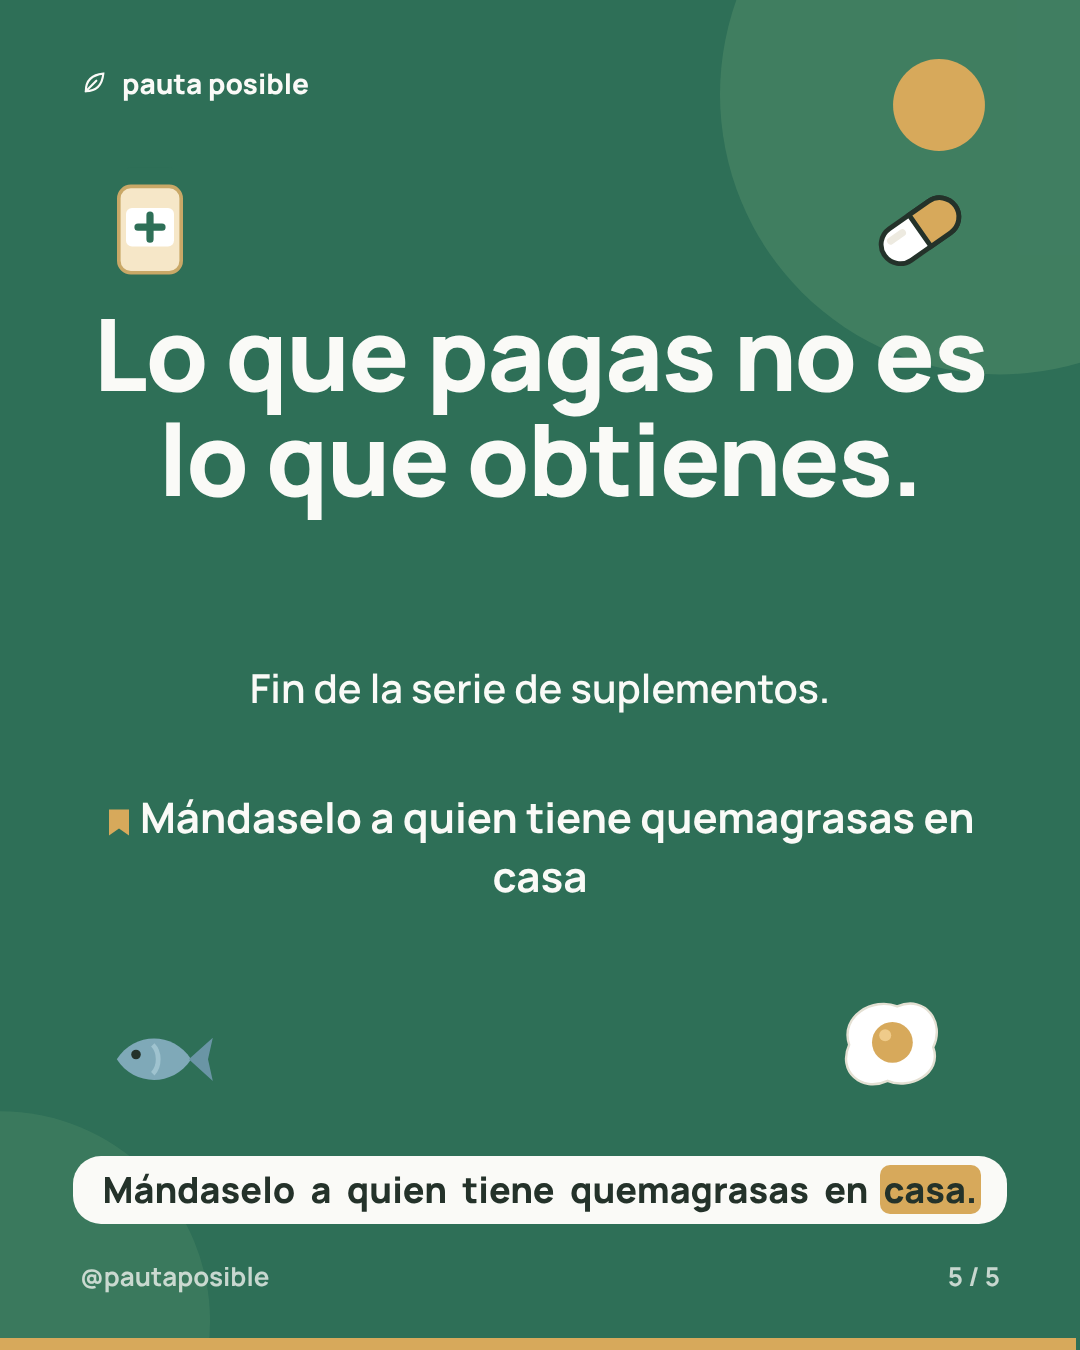 pauta posible
Lo que pagas no es
lo que obtienes.
Fin de la serie de suplementos.
Mándaselo a quien tiene quemagrasas en
casa
Mándaselo a quien tiene quemagrasas en casa.
@pautaposible
5 / 5